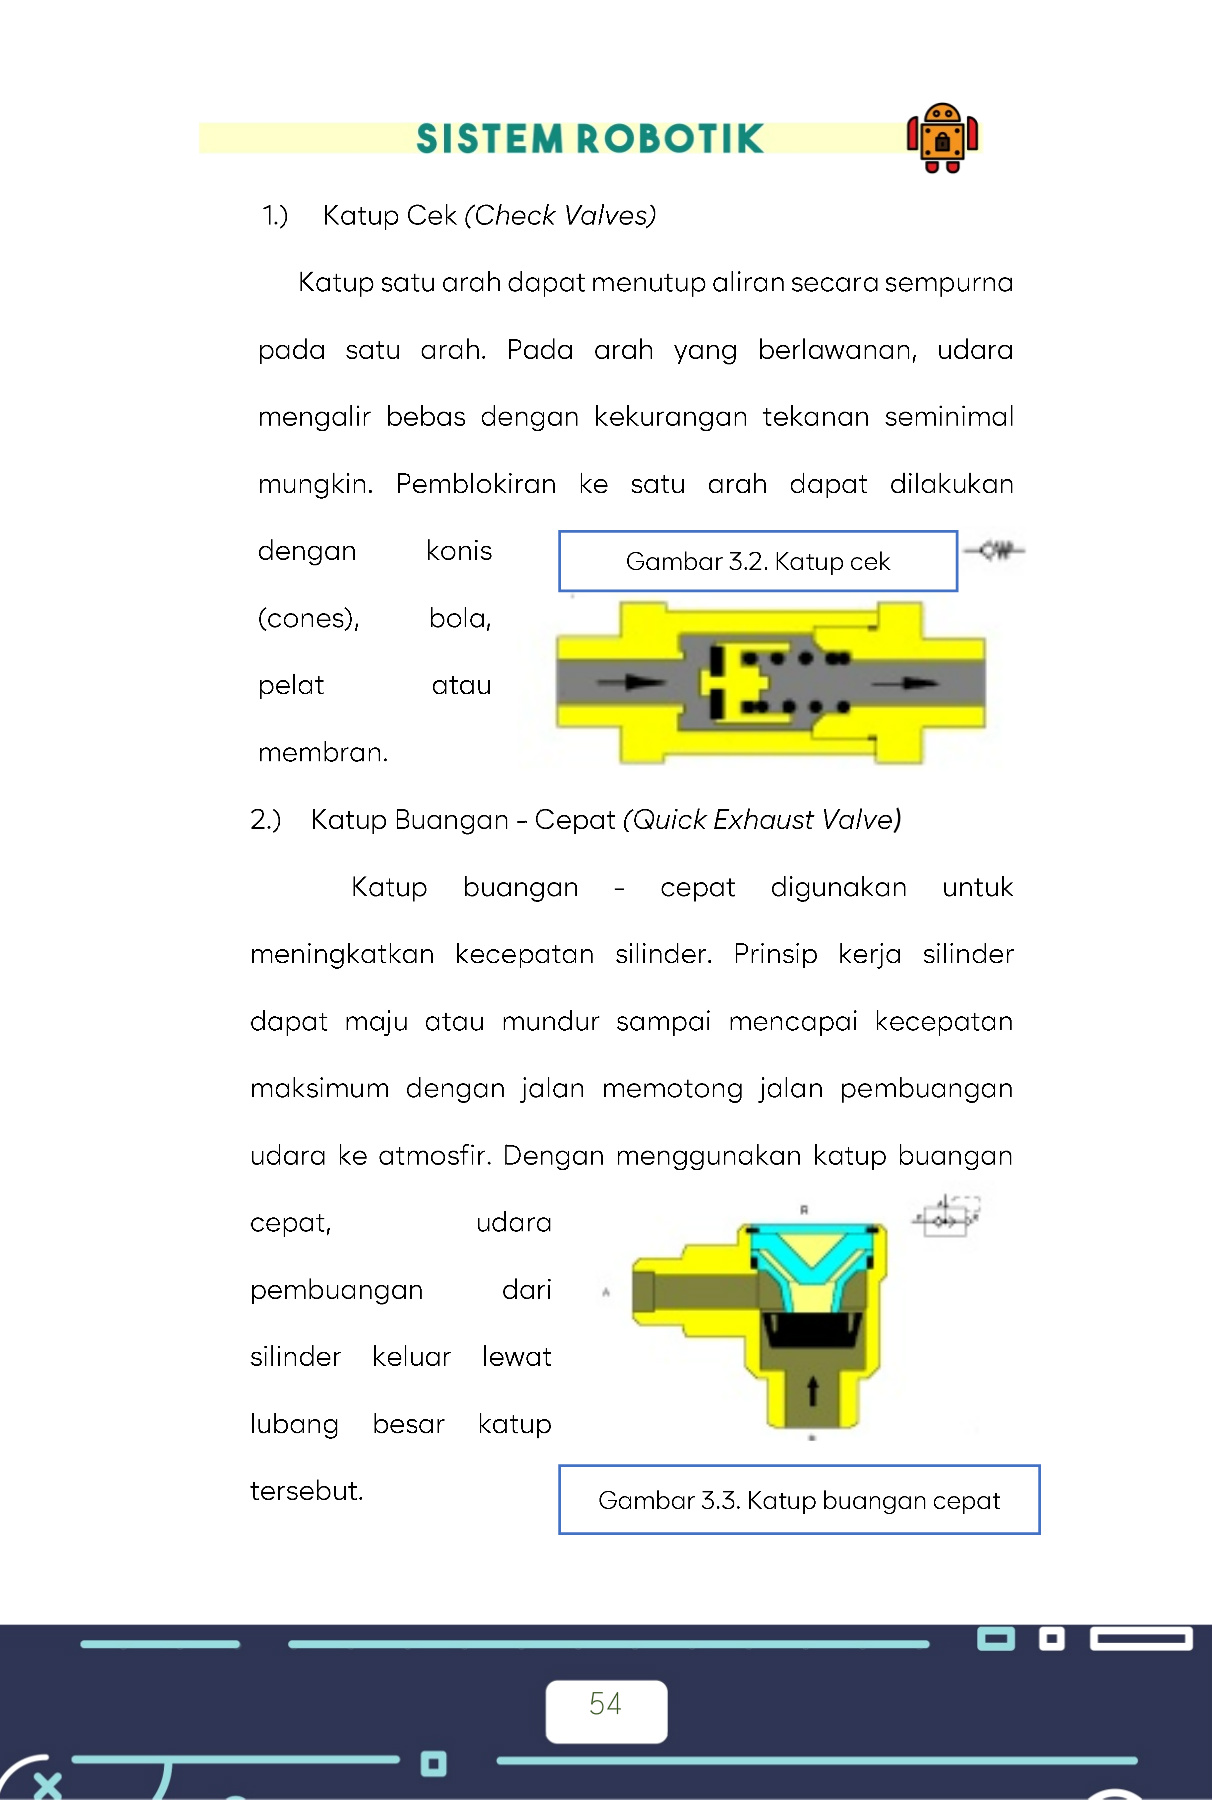 SISTEM ROBOTIK
1.) Katup Cek (Check Valves)
Katup satu arah dapat menutup aliran secara sempurna
pada satu arah. Pada arah yang berlawanan, udara
mengalir bebas dengan kekurangan tekanan seminimal
mungkin. Pemblokiran ke satu arah dapat dilakukan
dengan konis
(cones), bola,
pelat atau
membran.
Gambar 3.2. Katup cek
2.) Katup Buangan - Cepat (Quick Exhaust Valve)
Katup buangan - cepat digunakan untuk
meningkatkan kecepatan silinder. Prinsip kerja silinder
dapat maju atau mundur sampai mencapai kecepatan
maksimum dengan jalan memotong jalan pembuangan
udara ke atmosfir. Dengan menggunakan katup buangan
cepat, udara
pembuangan dari
silinder keluar lewat
lubang besar katup
tersebut.
R
A
Gambar 3.3. Katup buangan cepat
54